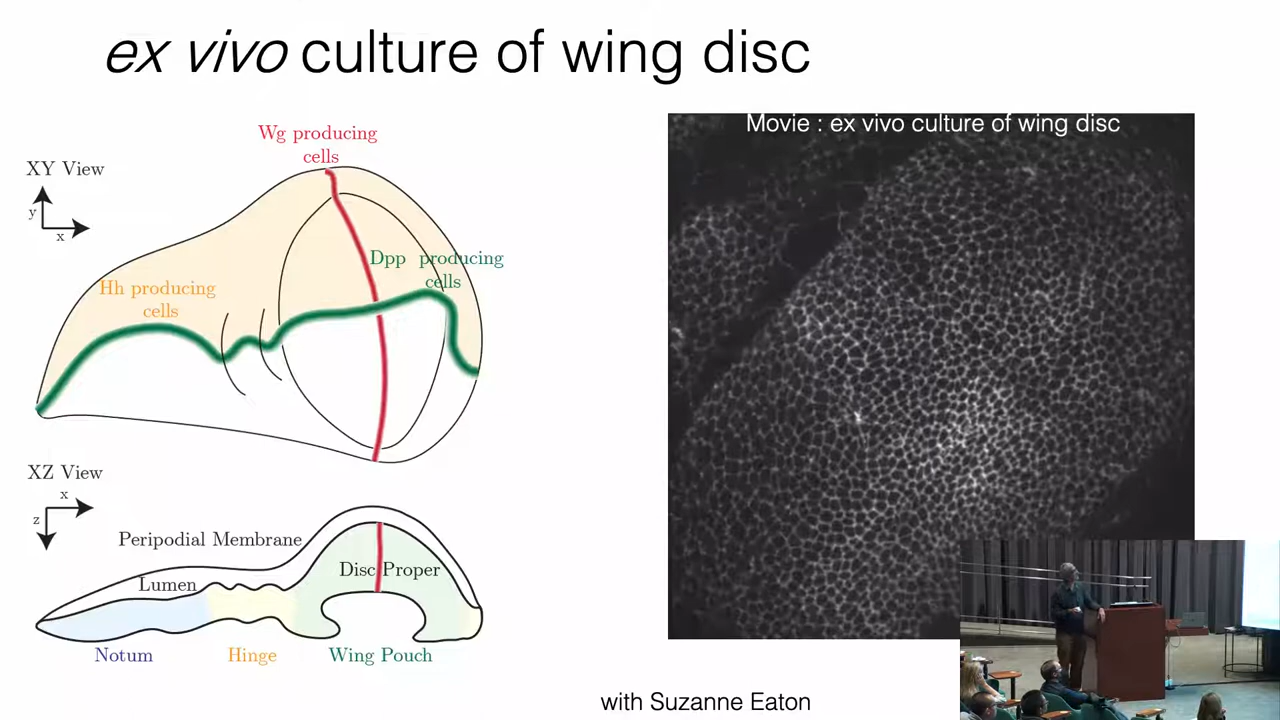 ex vivo culture of wing disc
Wg producing
cells
XY View
y
x
Dpp producing
cells
Hh producing
cells
XZ View
x
z
Peripodial Membrane
Lumen
Disc Proper
Notum
Hinge
Wing Pouch
Movie : ex vivo culture of wing disc
with Suzanne Eaton